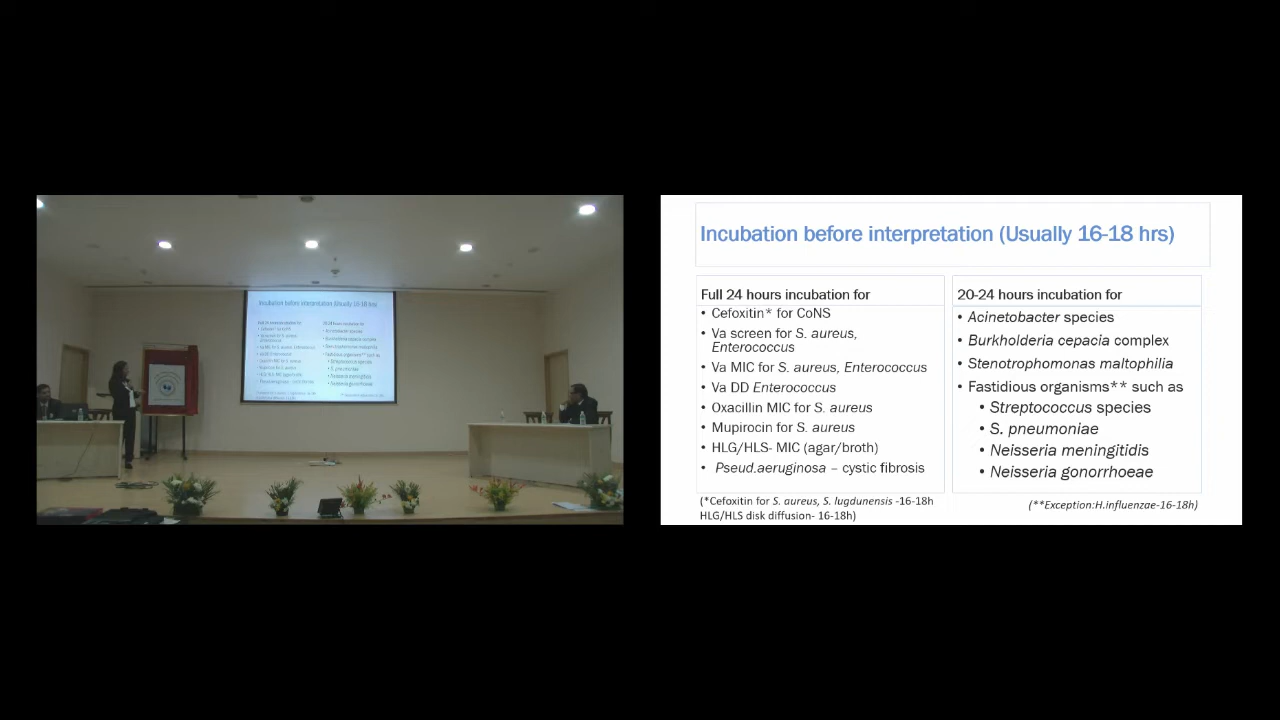 Incubation before interpretation (Usually 16-18 hrs)
Full 24 hours incubation for
• Cefoxitin* for CoNS
• Va screen for S. aureus,
Enterococcus
• Va MIC for S. aureus, Enterococcus
• Va DD Enterococcus
• Oxacillin MIC for S. aureus
• Mupirocin for S. aureus
• HLG/HLS- MIC (agar/broth)
• Pseud.aeruginosa – cystic fibrosis
(*Cefoxitin for S. aureus, S. lugdunensis -16-18h
HLG/HLS disk diffusion- 16-18h)
20-24 hours incubation for
• Acinetobacter species
• Burkholderia cepacia complex
• Stenotrophomonas maltophilia
• Fastidious organisms** such as
• Streptococcus species
• S. pneumoniae
• Neisseria meningitidis
• Neisseria gonorrhoeae
(**Exception:H.influenzae-16-18h)